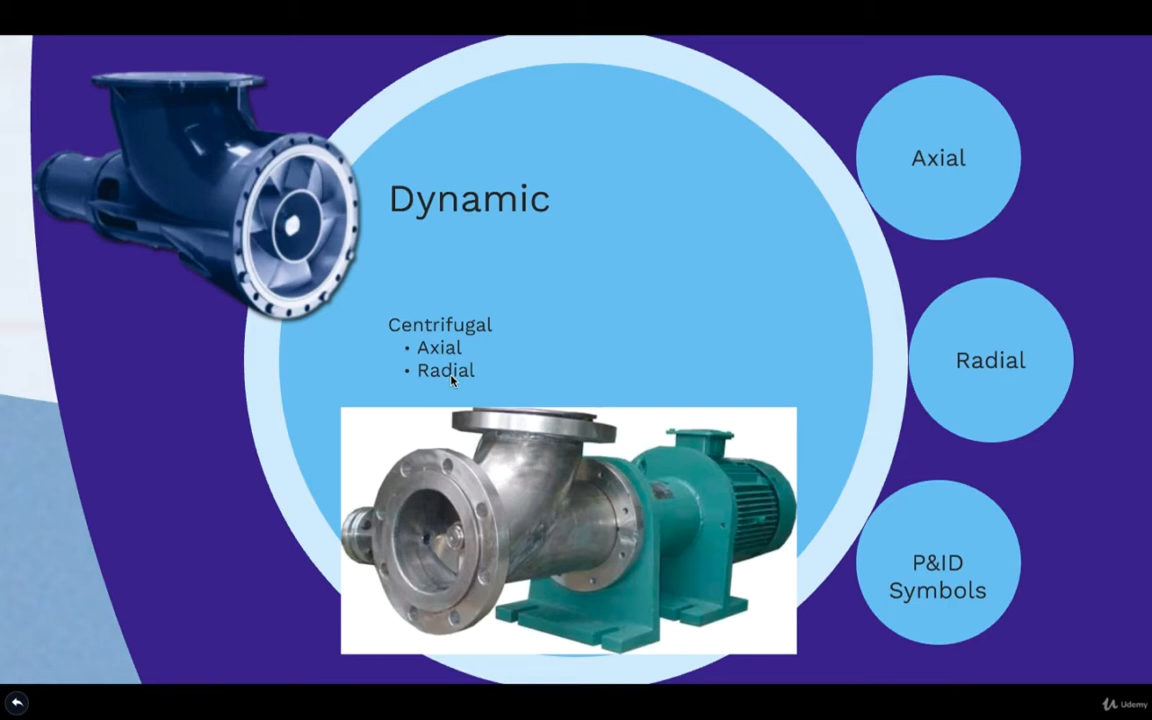 Dynamic
Centrifugal
• Axial
• Radial
Axial
Radial
P&ID
Symbols
Udemy